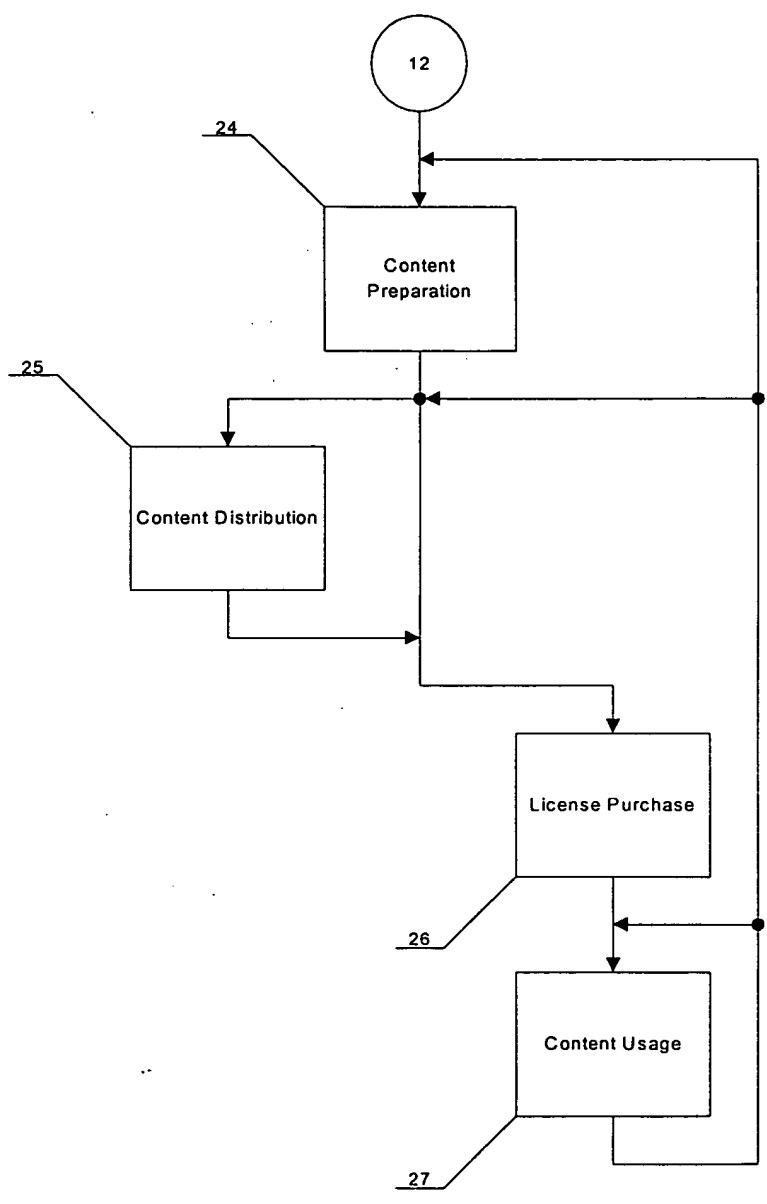 12
24
Content
Preparation
25
Content Distribution
License Purchase
26
Content Usage
27